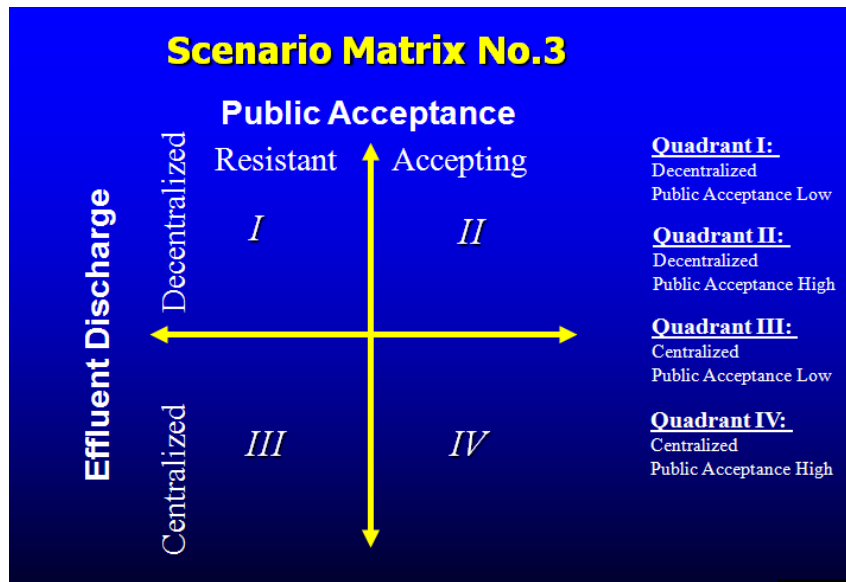 Scenario Matrix No.3
Public Acceptance
Resistant
Accepting
Effluent Discharge
Decentralized
Centralized
I
II
III
IV
Quadrant I:
Decentralized
Public Acceptance Low
Quadrant II:
Decentralized
Public Acceptance High
Quadrant III:
Centralized
Public Acceptance Low
Quadrant IV:
Centralized
Public Acceptance High